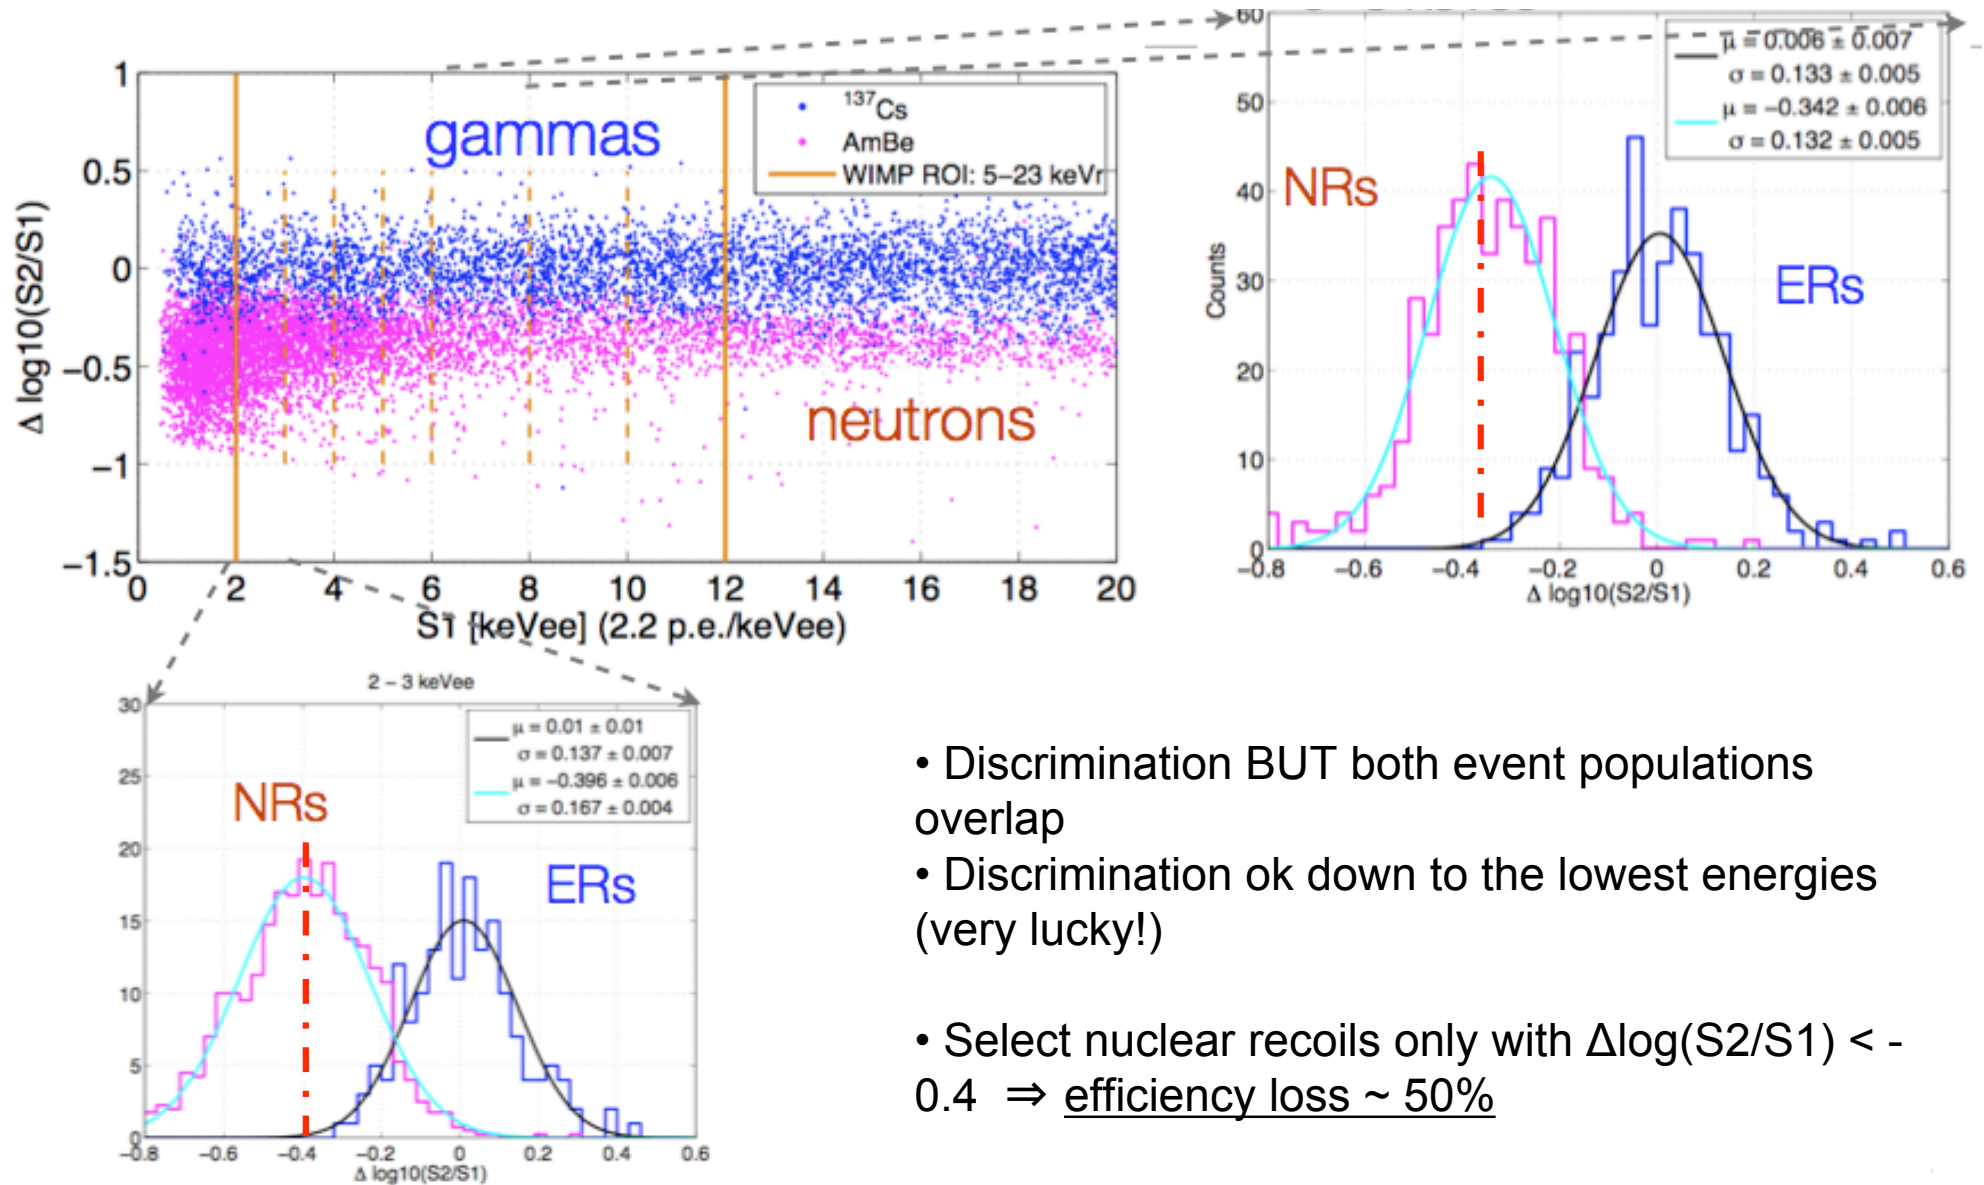 1
0.5
0
−0.5
−1
−1.5
Δ log10(S2/S1)
gammas
neutrons
137Cs
AmBe
WIMP ROI: 5−23 keVr
0 2 4 6 8 10 12 14 16 18 20
S1 [keVee] (2.2 p.e./keVee)
60
50
40
30
20
10
0
Counts
NRs
ERs
μ = 0.006 ± 0.007
σ = 0.133 ± 0.005
μ = −0.342 ± 0.006
σ = 0.132 ± 0.005
−0.8 −0.6 −0.4 −0.2 0 0.2 0.4 0.6
Δ log10(S2/S1)
2 − 3 keVee
30
25
20
15
10
5
0
NRs
ERs
μ = 0.01 ± 0.01
σ = 0.137 ± 0.007
μ = −0.396 ± 0.006
σ = 0.167 ± 0.004
−0.8 −0.6 −0.4 −0.2 0 0.2 0.4 0.6
Δ log10(S2/S1)
• Discrimination BUT both event populations
overlap
• Discrimination ok down to the lowest energies
(very lucky!)
• Select nuclear recoils only with Δlog(S2/S1) < -
0.4 ⇒ efficiency loss ~ 50%